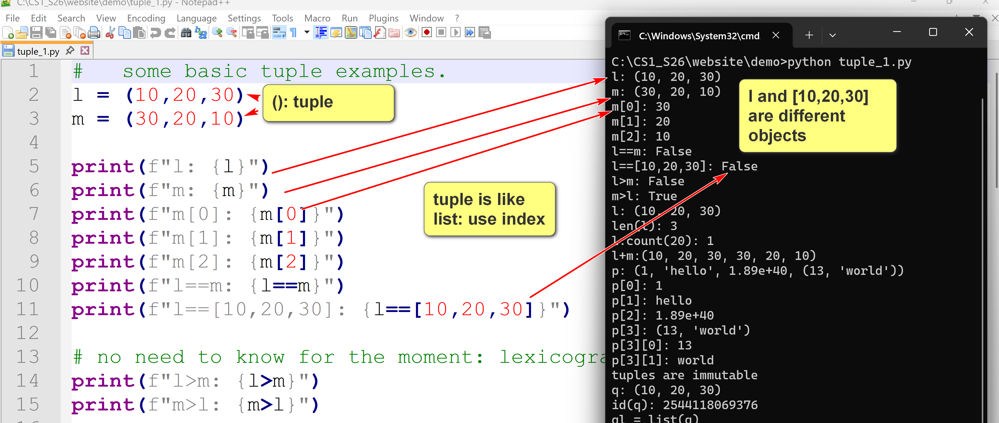 C:\CS1_S26\website\demo\tuple_1.py - Notepad++
File Edit Search View Encoding Language Settings Tools Macro Run Plugins Window ?
tuple_1.py
1 #   some basic tuple examples.
2 l = (10,20,30)
3 m = (30,20,10)
4
5 print(f"l: {l}")
6 print(f"m: {m}")
7 print(f"m[0]: {m[0]}")
8 print(f"m[1]: {m[1]}")
9 print(f"m[2]: {m[2]}")
10 print(f"l==m: {l==m}")
11 print(f"l==[10,20,30]: {l==[10,20,30]}")
12
13 # no need to know for the moment: lexicogra
14 print(f"l>m: {l>m}")
15 print(f"m>l: {m>l}")
(): tuple
tuple is like
list: use index
C:\Windows\System32\cmd.
C:\CS1_S26\website\demo>python tuple_1.py
l: (10, 20, 30)
m: (30, 20, 10)
m[0]: 30
m[1]: 20
m[2]: 10
l==m: False
l==[10,20,30]: False
l>m: False
m>l: True
l: (10, 20, 30)
len(l): 3
l.count(20): 1
l+m:(10, 20, 30, 30, 20, 10)
p: (1, 'hello', 1.89e+40, (13, 'world'))
p[0]: 1
p[1]: hello
p[2]: 1.89e+40
p[3]: (13, 'world')
p[3][0]: 13
p[3][1]: world
tuples are immutable
q: (10, 20, 30)
id(q): 2544118069376
ql = list(q)
l and [10,20,30]
are different
objects